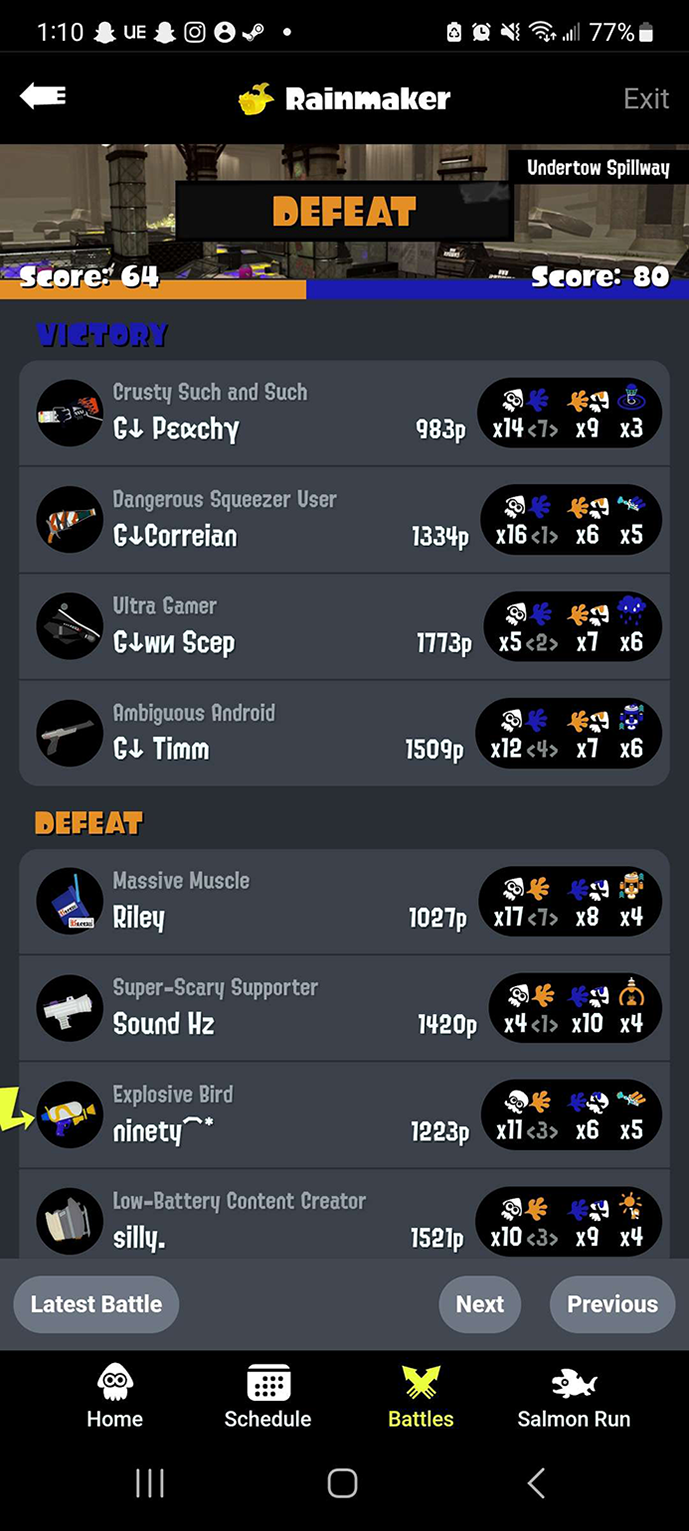 1:10 UE 77%
Rainmaker Exit
Undertow Spillway
DEFEAT
Score: 64 Score: 80
VICTORY
Crusty Such and Such
G↓ Pεαchγ 983p x14<7> x9 x3
Dangerous Squeezer User
G↓Correian 1334p x16<1> x6 x5
Ultra Gamer
G↓wи Scep 1773p x5<2> x7 x6
Ambiguous Android
G↓ Timm 1509p x12<4> x7 x6
DEFEAT
Massive Muscle
Riley 1027p x17<7> x8 x4
Super-Scary Supporter
Sound Hz 1420p x4<1> x10 x4
Explosive Bird
ninety⌒* 1223p x11<3> x6 x5
Low-Battery Content Creator
silly. 1521p x10<3> x9 x4
Latest Battle Next Previous
Home Schedule Battles Salmon Run